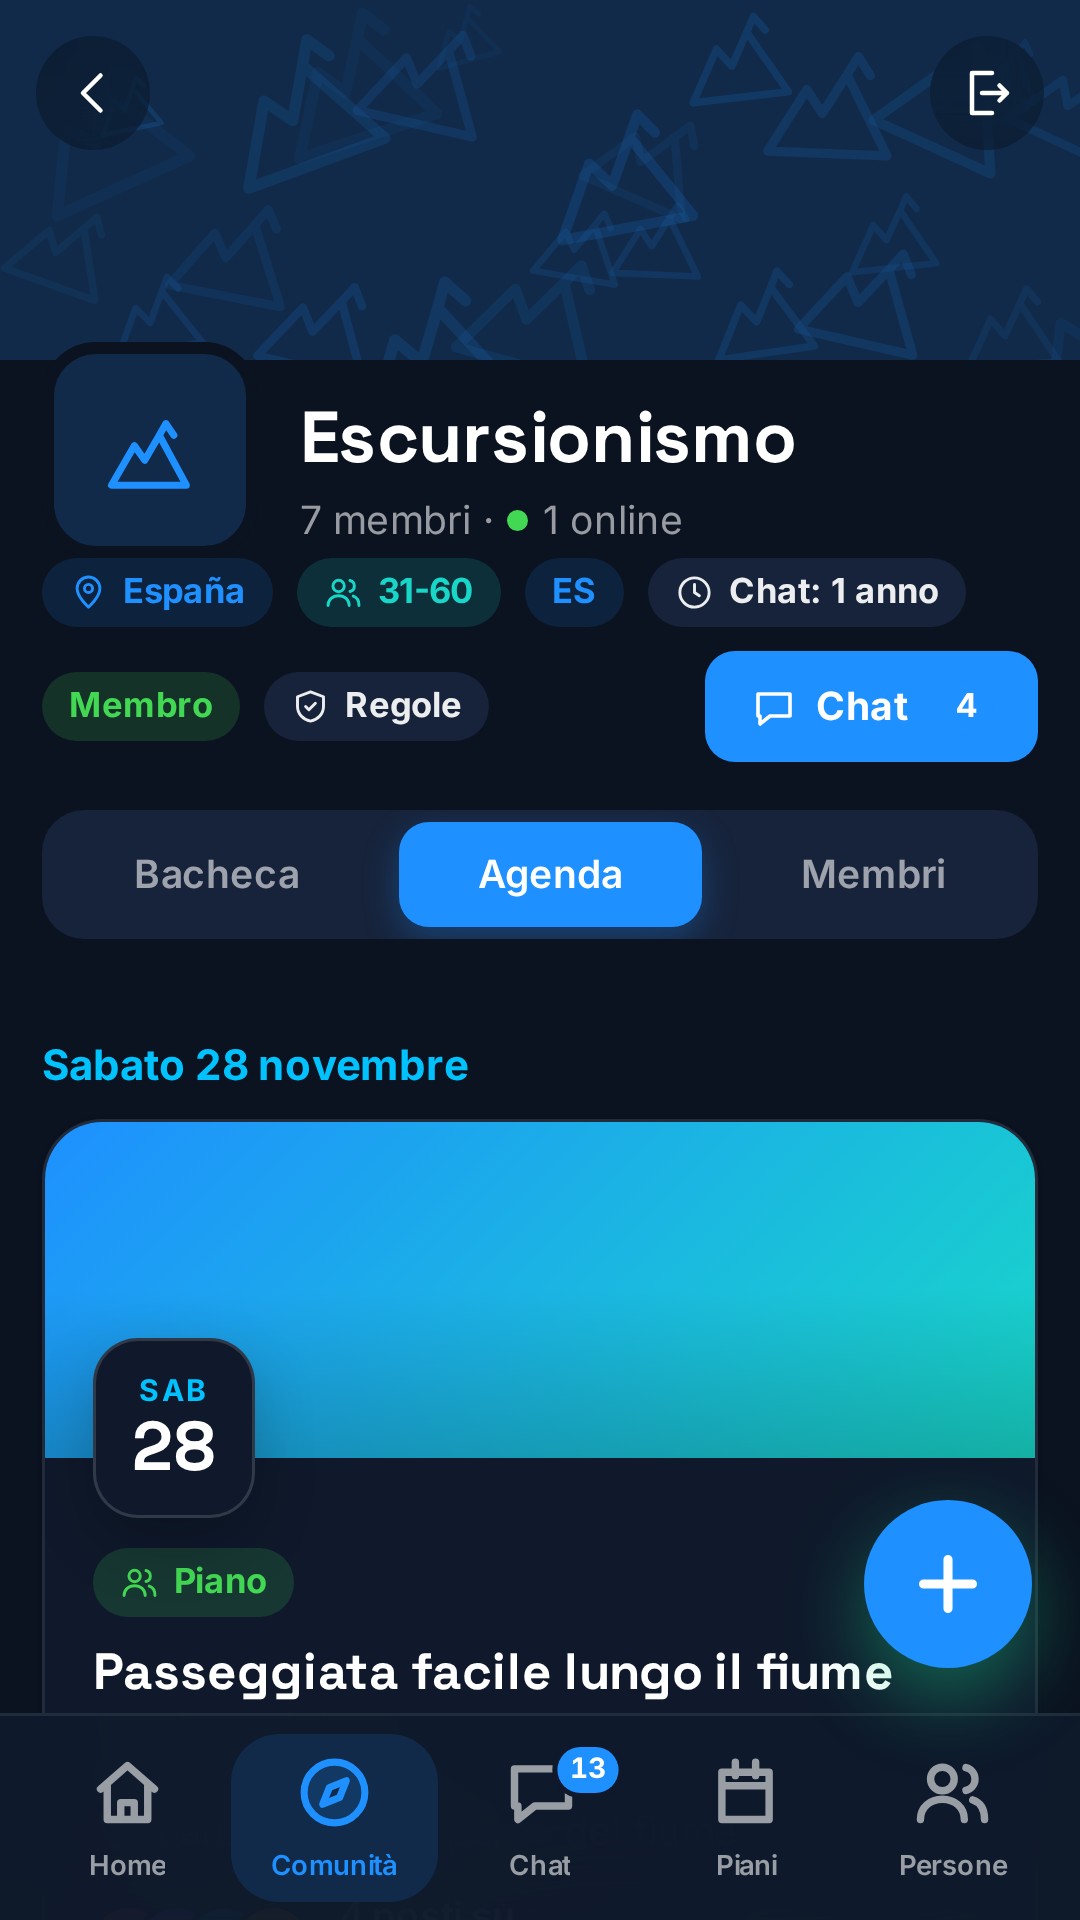 Escursionismo
7 membri · 1 online
España
31-60
ES
Chat: 1 anno
Membro
Regole
Chat 4
Bacheca
Agenda
Membri
Sabato 28 novembre
SAB
28
Piano
Passeggiata facile lungo il fiume
13
Home
Comunità
Chat
Piani
Persone